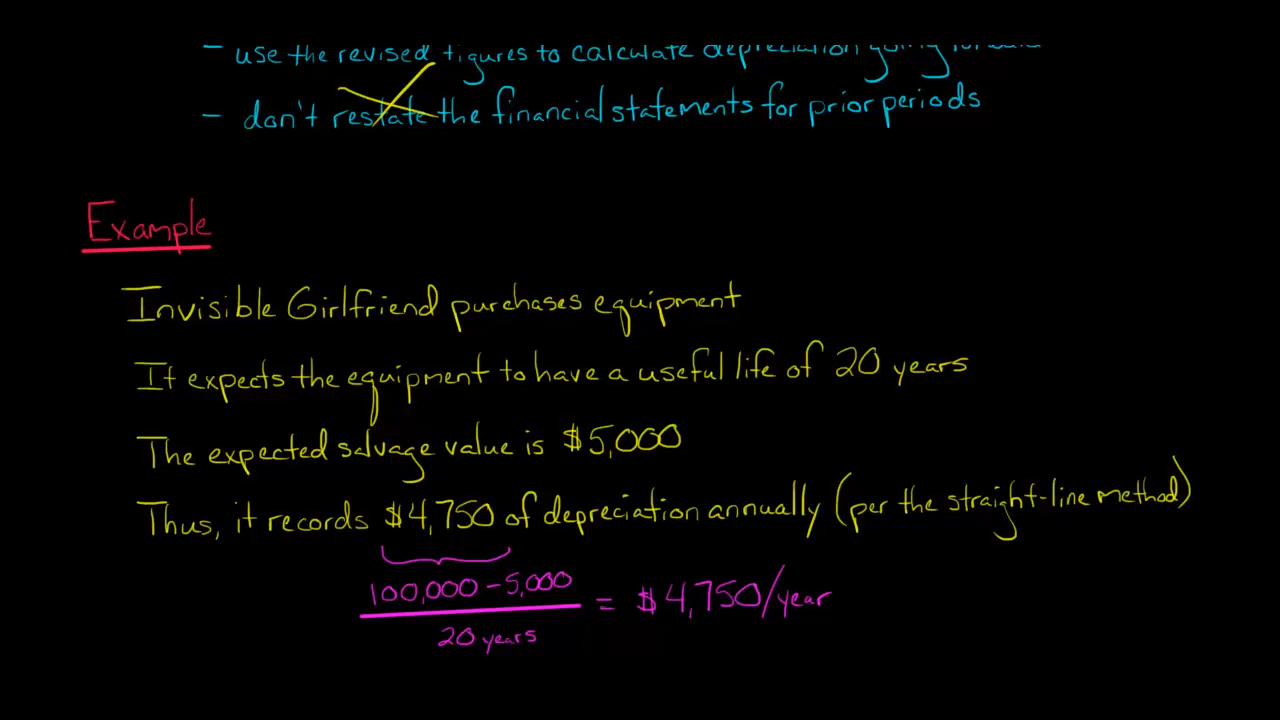 - use the revised figures to calculate depreciation going
- don't restate the financial statements for prior periods
Example
Invisible Girlfriend purchases equipment
It expects the equipment to have a useful life of 20 years
The expected salvage value is $5,000
Thus, it records $4,750 of depreciation annually (per the straight-line method)
100,000 - 5,000
= $4,750/year
20 years